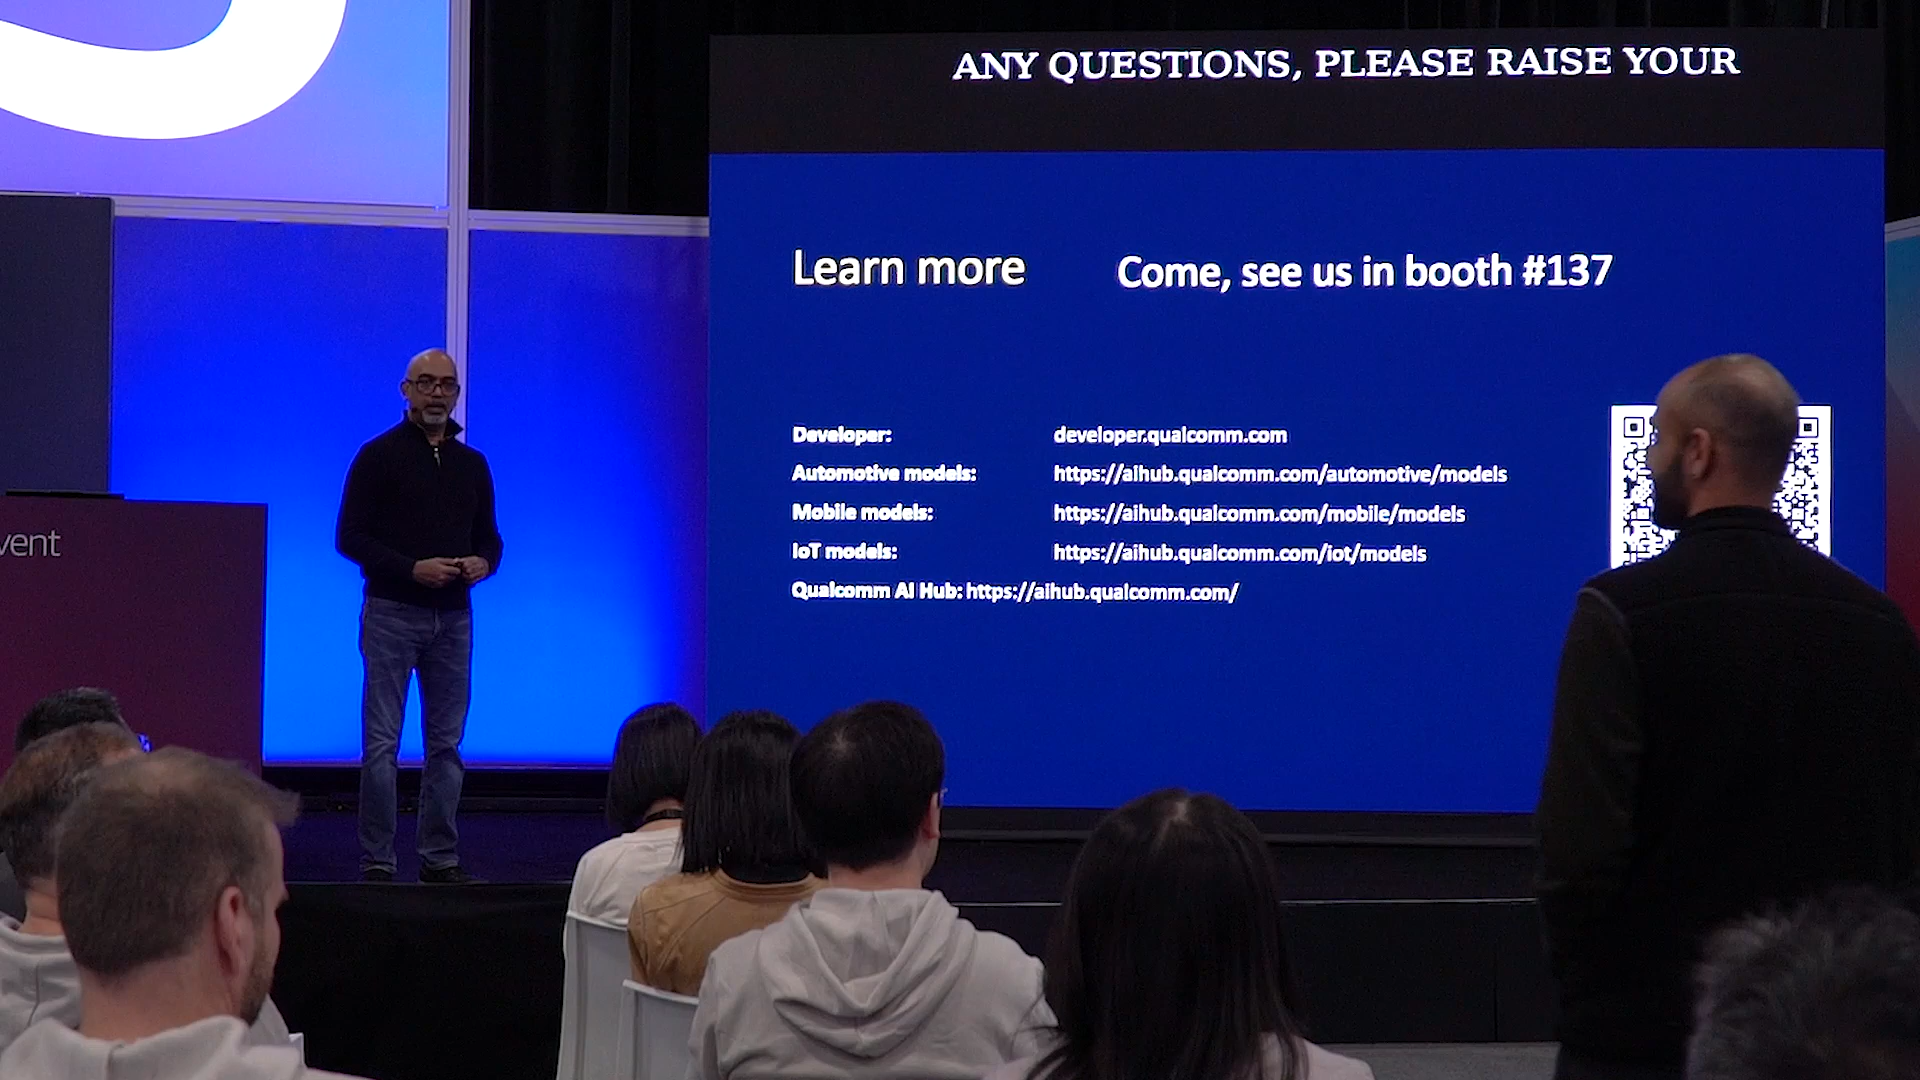 ANY QUESTIONS, PLEASE RAISE YOUR
Learn more
Come, see us in booth #137
Developer: developer.qualcomm.com
Automotive models: https://aihub.qualcomm.com/automotive/models
Mobile models: https://aihub.qualcomm.com/mobile/models
IoT models: https://aihub.qualcomm.com/iot/models
Qualcomm AI Hub: https://aihub.qualcomm.com/
vent